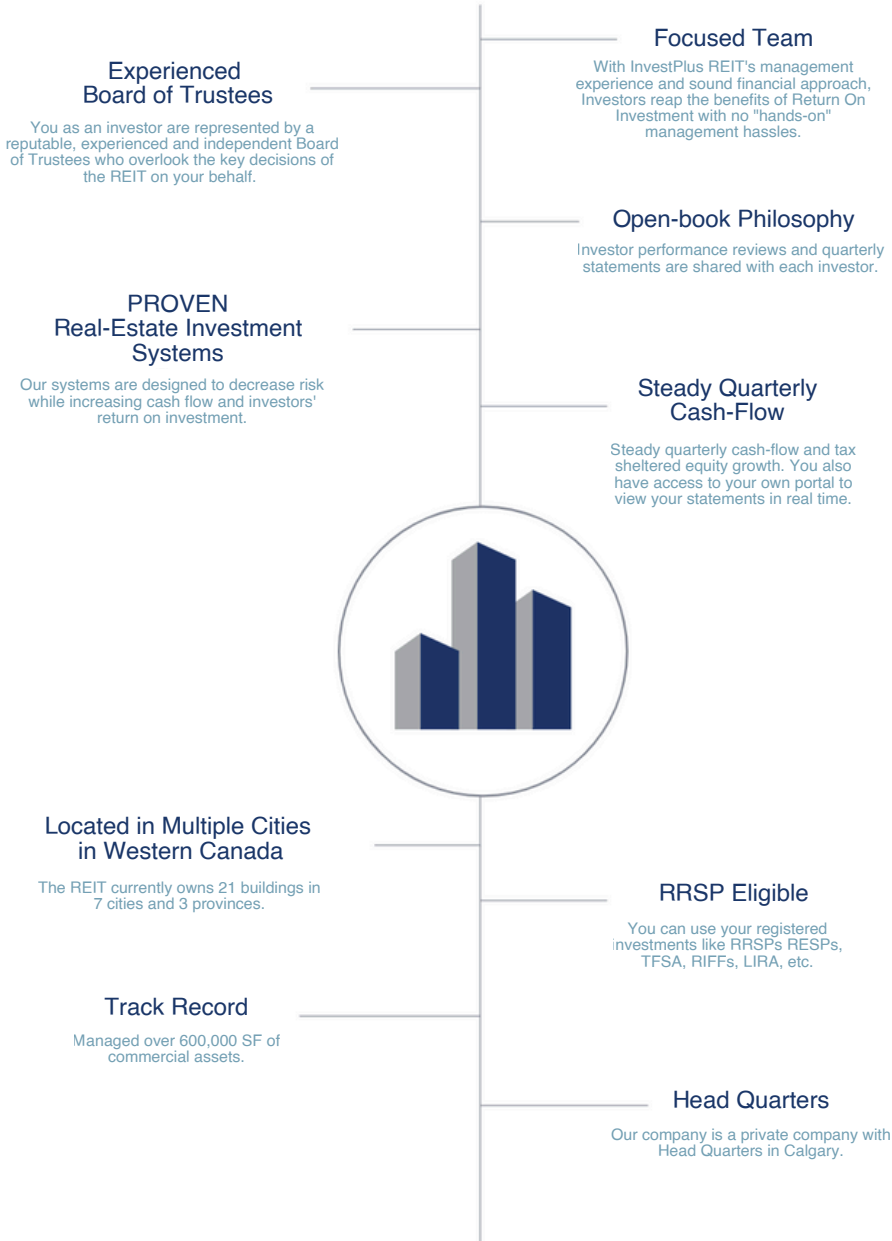 Focused Team
With InvestPlus REIT's management
experience and sound financial approach,
Investors reap the benefits of Return On
Investment with no "hands-on"
management hassles.
Experienced
Board of Trustees
You as an investor are represented by a
reputable, experienced and independent Board
of Trustees who overlook the key decisions of
the REIT on your behalf.
Open-book Philosophy
Investor performance reviews and quarterly
statements are shared with each investor.
PROVEN
Real-Estate Investment
Systems
Our systems are designed to decrease risk
while increasing cash flow and investors'
return on investment.
Steady Quarterly
Cash-Flow
Steady quarterly cash-flow and tax
sheltered equity growth. You also
have access to your own portal to
view your statements in real time.
Located in Multiple Cities
in Western Canada
The REIT currently owns 21 buildings in
7 cities and 3 provinces.
RRSP Eligible
You can use your registered
investments like RRSPs RESPs,
TFSA, RIFFs, LIRA, etc.
Track Record
Managed over 600,000 SF of
commercial assets.
Head Quarters
Our company is a private company with
Head Quarters in Calgary.